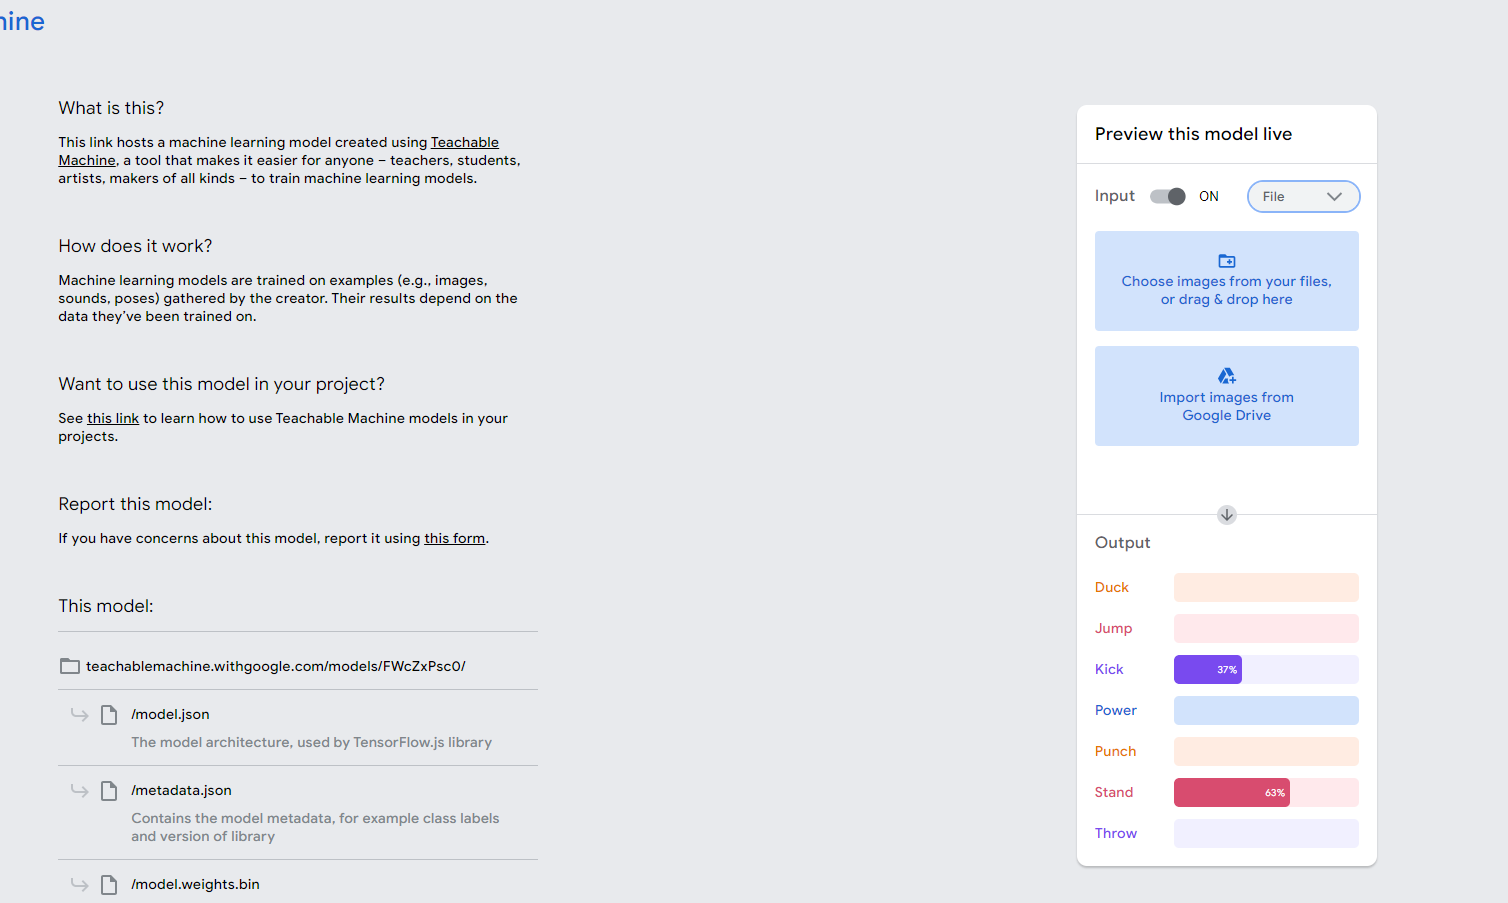 What is this?
This link hosts a machine learning model created using Teachable
Machine, a tool that makes it easier for anyone – teachers, students,
artists, makers of all kinds – to train machine learning models.
How does it work?
Machine learning models are trained on examples (e.g., images,
sounds, poses) gathered by the creator. Their results depend on the
data they've been trained on.
Want to use this model in your project?
See this link to learn how to use Teachable Machine models in your
projects.
Report this model:
If you have concerns about this model, report it using this form.
This model:
teachablemachine.withgoogle.com/models/FWcZxPsc0/
/model.json
The model architecture, used by TensorFlow.js library
/metadata.json
Contains the model metadata, for example class labels
and version of library
/model.weights.bin
Preview this model live
Input ON File
Choose images from your files,
or drag & drop here
Import images from
Google Drive
Output
Duck
Jump
Kick 37%
Power
Punch
Stand 63%
Throw